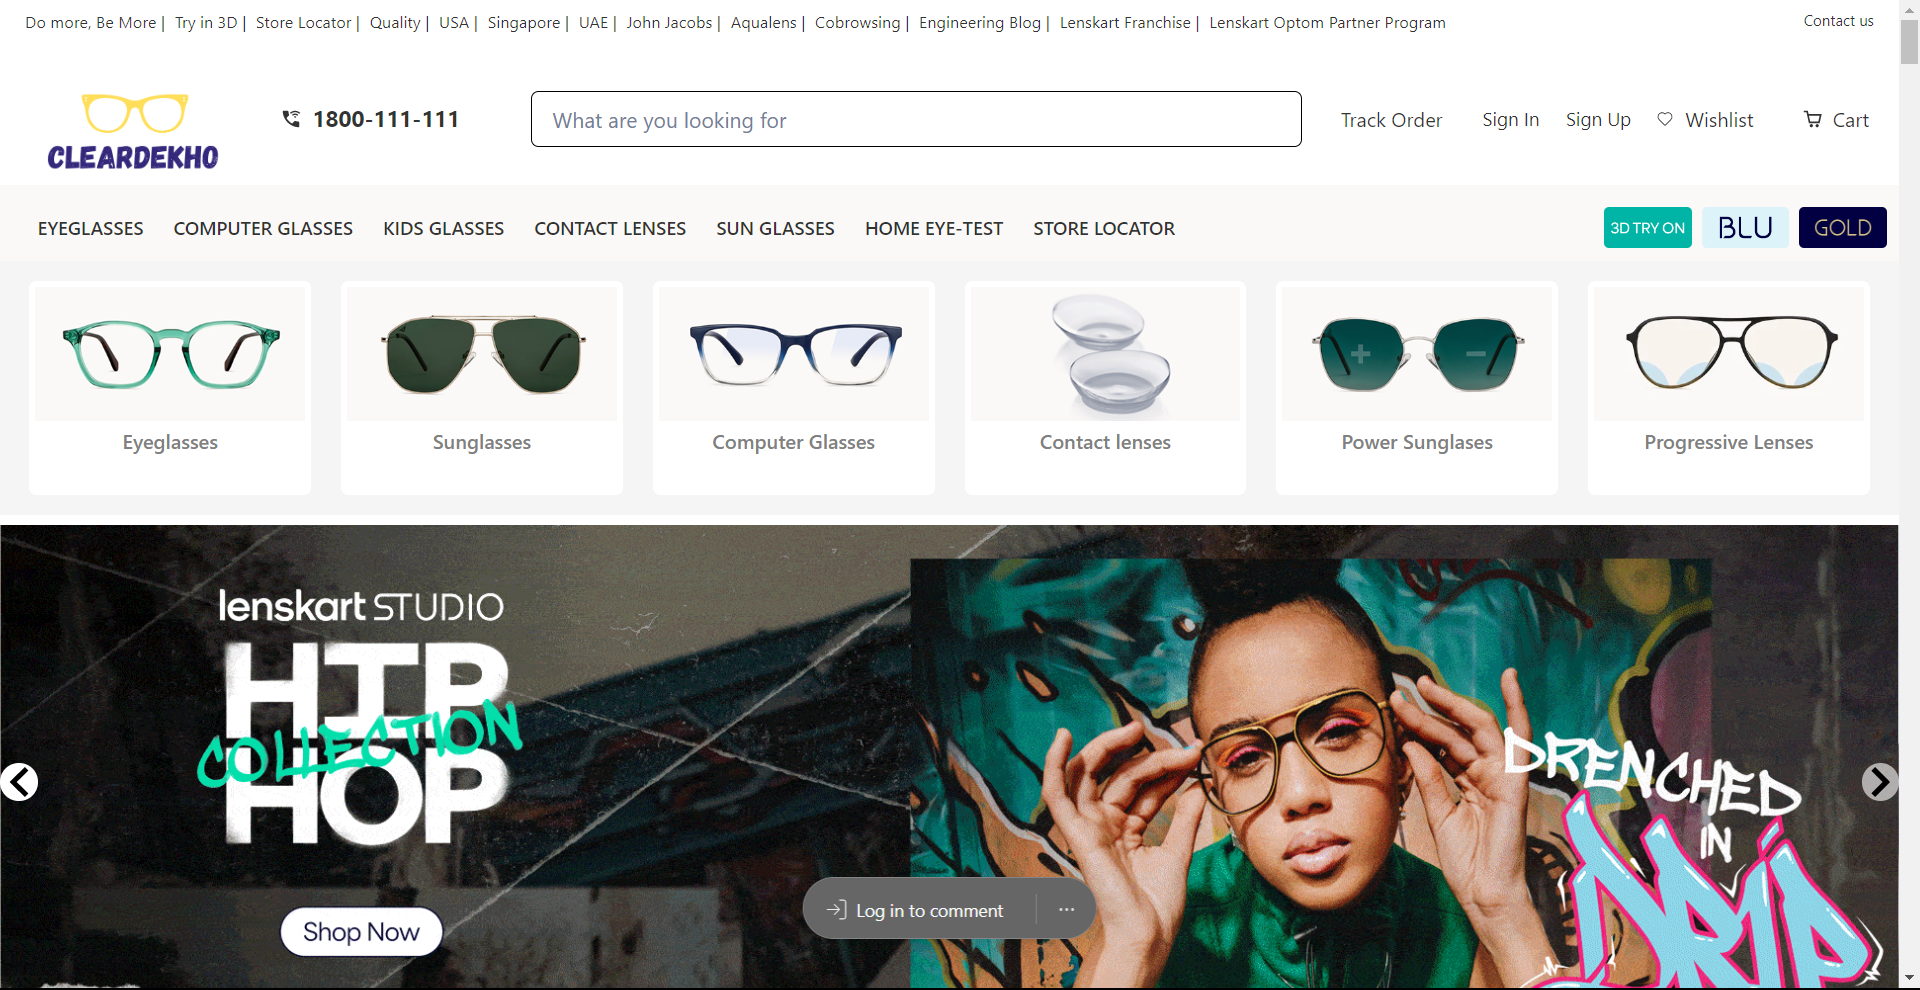 Do more, Be More | Try in 3D | Store Locator | Quality | USA | Singapore | UAE | John Jacobs | Aqualens | Cobrowsing | Engineering Blog | Lenskart Franchise | Lenskart Optom Partner Program
Contact us
CLEARDEKHO
1800-111-111
What are you looking for
Track Order
Sign In
Sign Up
Wishlist
Cart
EYEGLASSES
COMPUTER GLASSES
KIDS GLASSES
CONTACT LENSES
SUN GLASSES
HOME EYE-TEST
STORE LOCATOR
3D TRY ON
BLU
GOLD
Eyeglasses
Sunglasses
Computer Glasses
Contact lenses
Power Sunglases
Progressive Lenses
lenskart STUDIO
HIP
COLLECTION
HOP
Shop Now
DRENCHED
IN
DRIP
Log in to comment